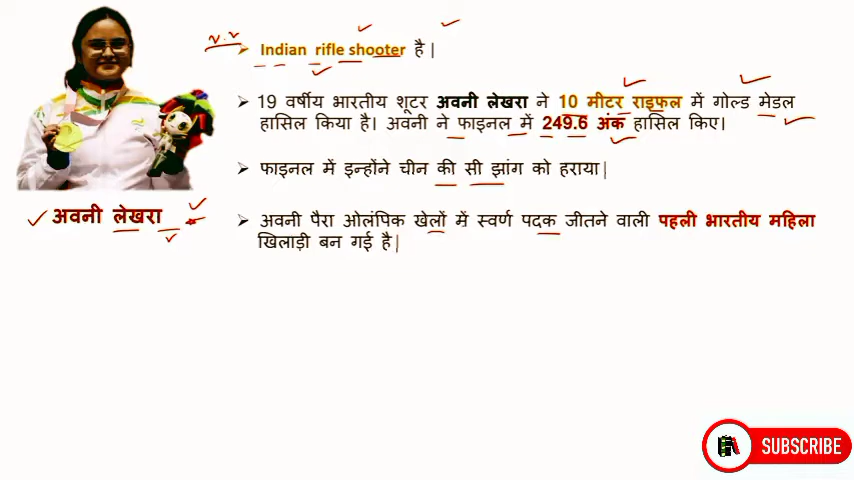 Indian rifle shooter है|
19 वर्षीय भारतीय शूटर अवनी लेखरा ने 10 मीटर राइफल में गोल्ड मेडल
हासिल किया है। अवनी ने फाइनल में 249.6 अंक हासिल किए।
फाइनल में इन्होंने चीन की सी झांग को हराया|
अवनी लेखरा
अवनी पैरा ओलंपिक खेलों में स्वर्ण पदक जीतने वाली पहली भारतीय महिला
खिलाड़ी बन गई है|
SUBSCRIBE